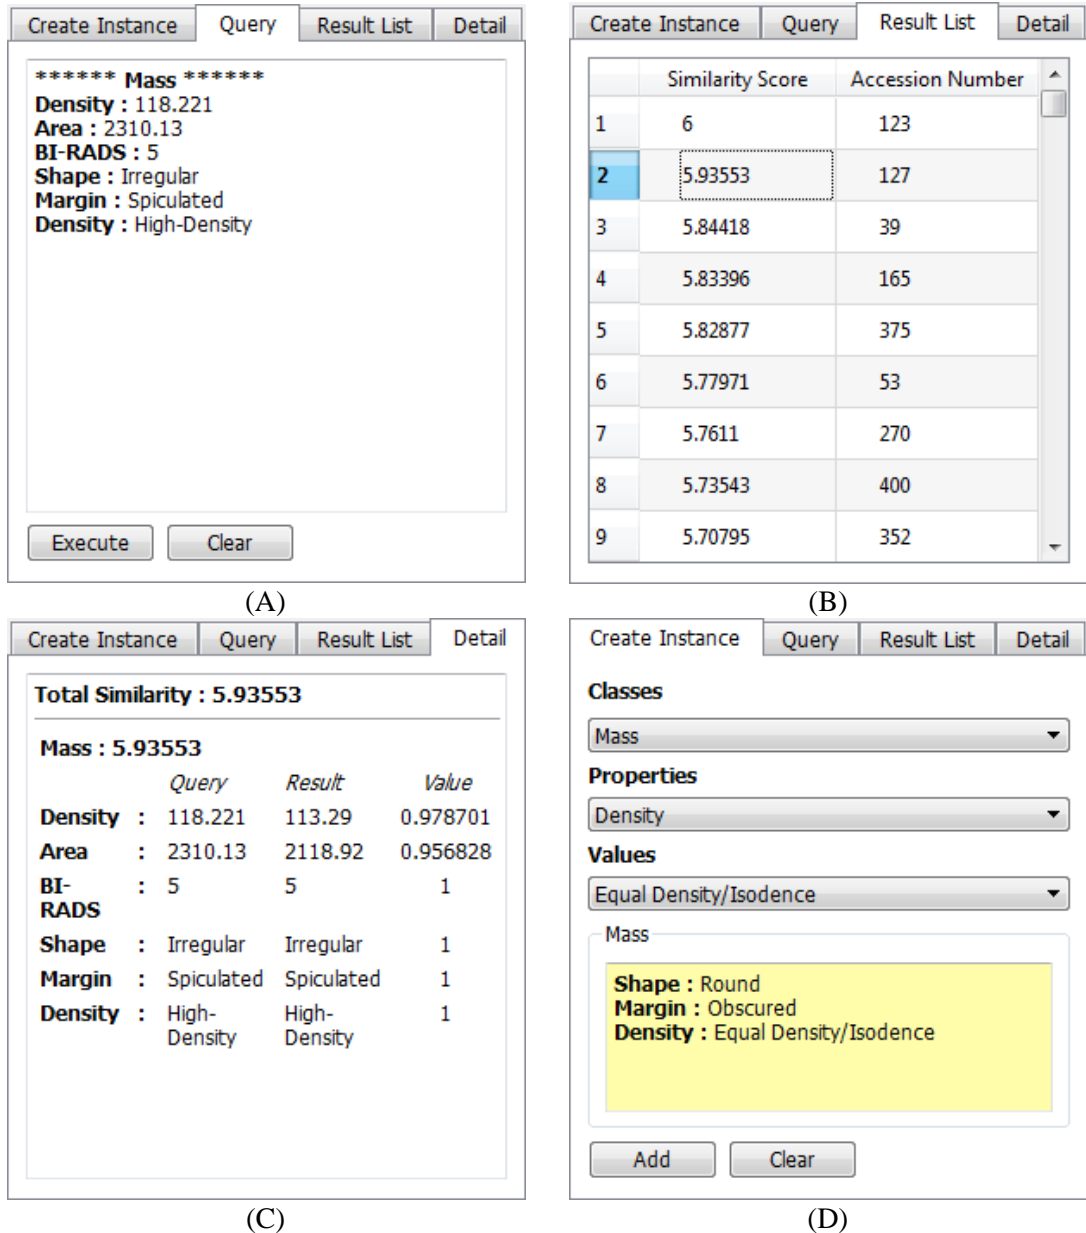 Create Instance Query Result List Detail
****** Mass ******
Density : 118.221
Area : 2310.13
BI-RADS : 5
Shape : Irregular
Margin : Spiculated
Density : High-Density
Execute Clear
(A)
Create Instance Query Result List Detail
Similarity Score Accession Number
1 6 123
2 5.93553 127
3 5.84418 39
4 5.83396 165
5 5.82877 375
6 5.77971 53
7 5.7611 270
8 5.73543 400
9 5.70795 352
(B)
Create Instance Query Result List Detail
Total Similarity : 5.93553
Mass : 5.93553
Query Result Value
Density : 118.221 113.29 0.978701
Area : 2310.13 2118.92 0.956828
BI- : 5 5 1
RADS
Shape : Irregular Irregular 1
Margin : Spiculated Spiculated 1
Density : High- High- 1
Density Density
(C)
Create Instance Query Result List Detail
Classes
Mass
Properties
Density
Values
Equal Density/Isodence
Mass
Shape : Round
Margin : Obscured
Density : Equal Density/Isodence
Add Clear
(D)